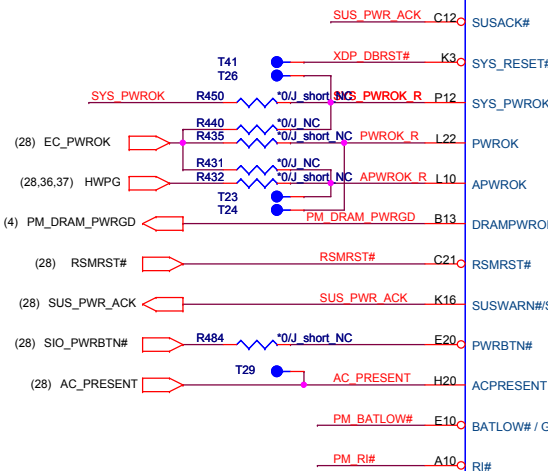 SUS_PWR_ACK C12 SUSACK#
T41 XDP_DBRST# K3 SYS_RESET#
T26
SYS_PWROK R450 *0/J_short_NC SYS_PWROK_R P12 SYS_PWROK
R440 *0/J_NC
(28) EC_PWROK R435 *0/J_short_NC PWROK_R L22 PWROK
R431 *0/J_NC
(28,36,37) HWPG R432 *0/J_short_NC APWROK_R L10 APWROK
T23
T24
(4) PM_DRAM_PWRGD PM_DRAM_PWRGD B13 DRAMPWRO
(28) RSMRST# RSMRST# C21 RSMRST#
(28) SUS_PWR_ACK SUS_PWR_ACK K16 SUSWARN#/S
(28) SIO_PWRBTN# R484 *0/J_short_NC E20 PWRBTN#
T29
(28) AC_PRESENT AC_PRESENT H20 ACPRESENT
PM_BATLOW# E10 BATLOW# / G
PM_RI# A10 RI#